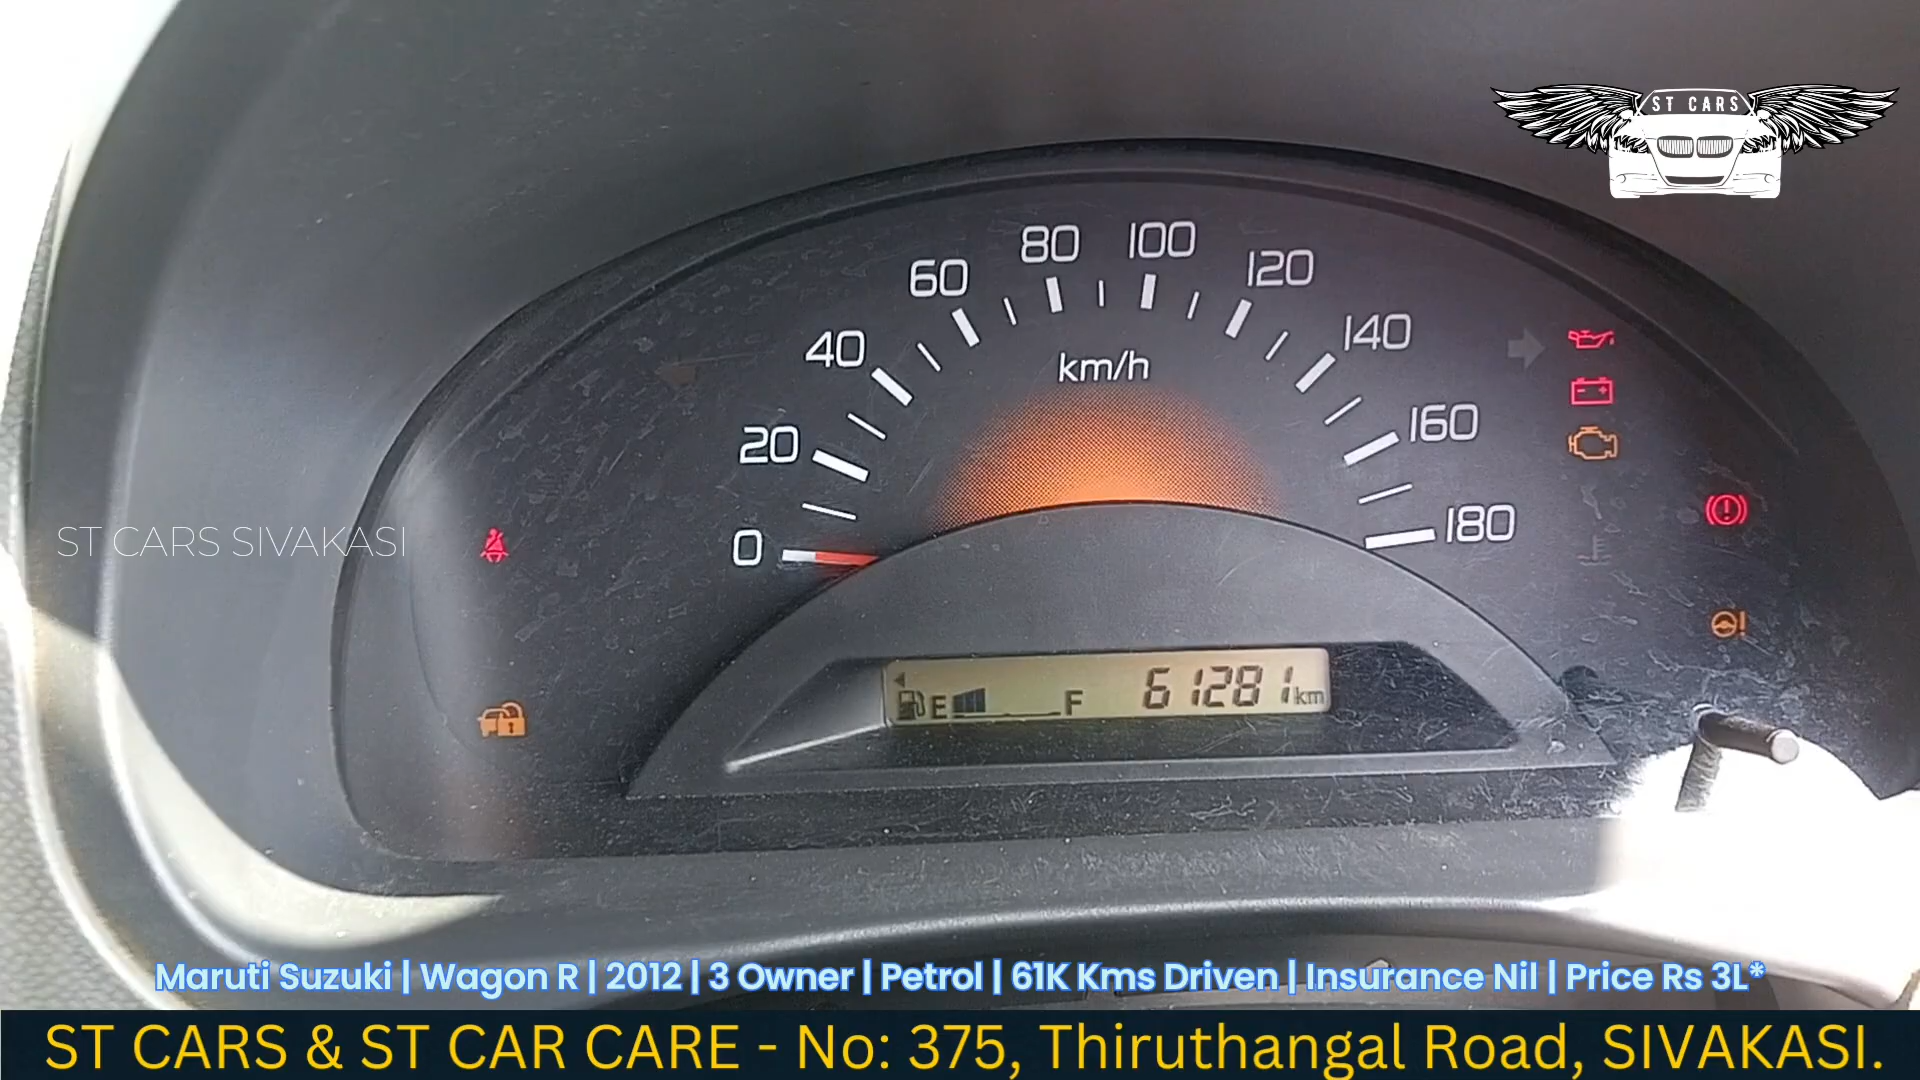 ST CARS
80 100
60 120
40 140
km/h
20 160
0 180
ST CARS SIVAKASI
E F 61281 km
Maruti Suzuki | Wagon R | 2012 | 3 Owner | Petrol | 61K Kms Driven | Insurance Nil | Price Rs 3L*
ST CARS & ST CAR CARE - No: 375, Thiruthangal Road, SIVAKASI.